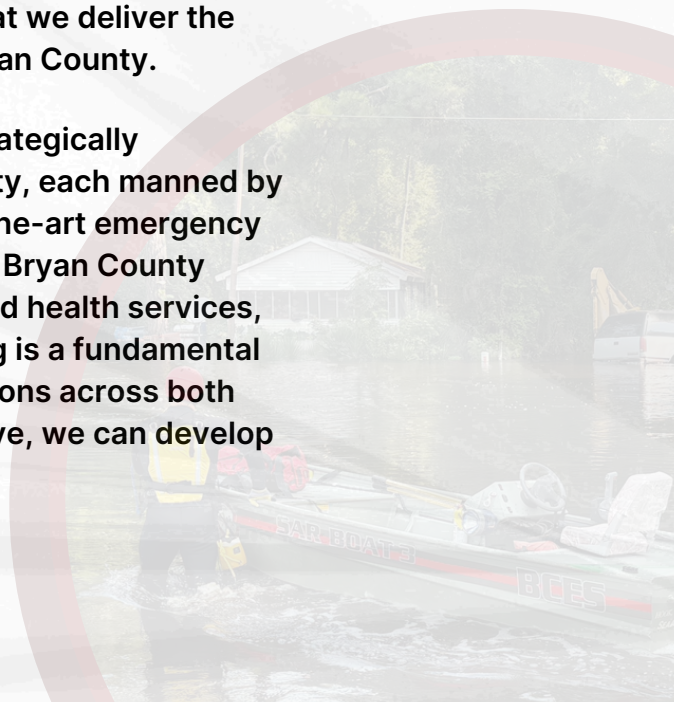 at we deliver the
an County.
ategically
ty, each manned by
he-art emergency
Bryan County
d health services,
g is a fundamental
ons across both
ve, we can develop
SAR BOAT 3
BCES